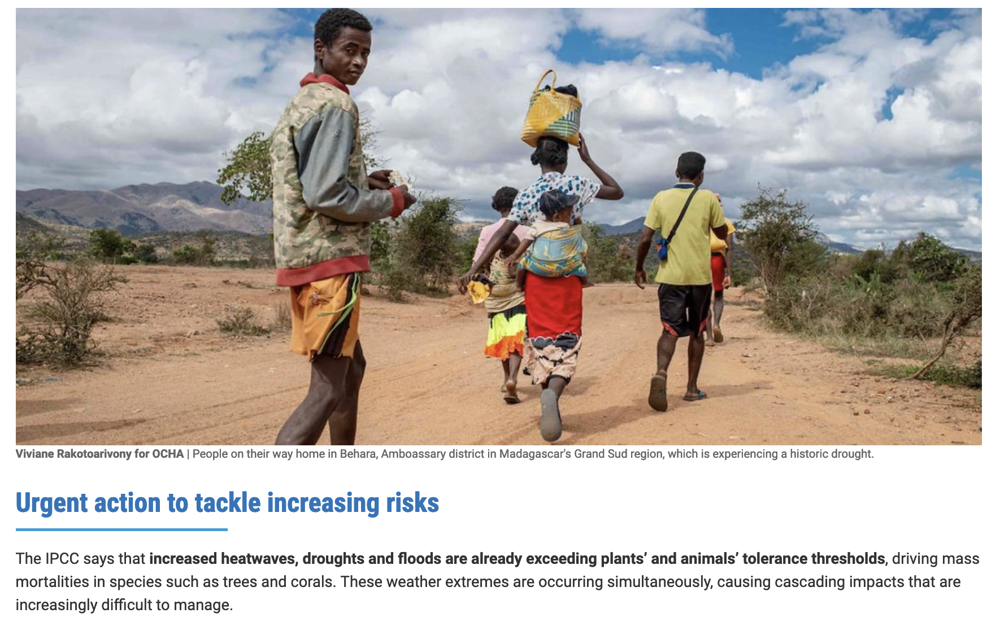 Viviane Rakotoarivony for OCHA | People on their way home in Behara, Amboassary district in Madagascar's Grand Sud region, which is experiencing a historic drought.
Urgent action to tackle increasing risks
The IPCC says that increased heatwaves, droughts and floods are already exceeding plants’ and animals’ tolerance thresholds, driving mass
mortalities in species such as trees and corals. These weather extremes are occurring simultaneously, causing cascading impacts that are
increasingly difficult to manage.